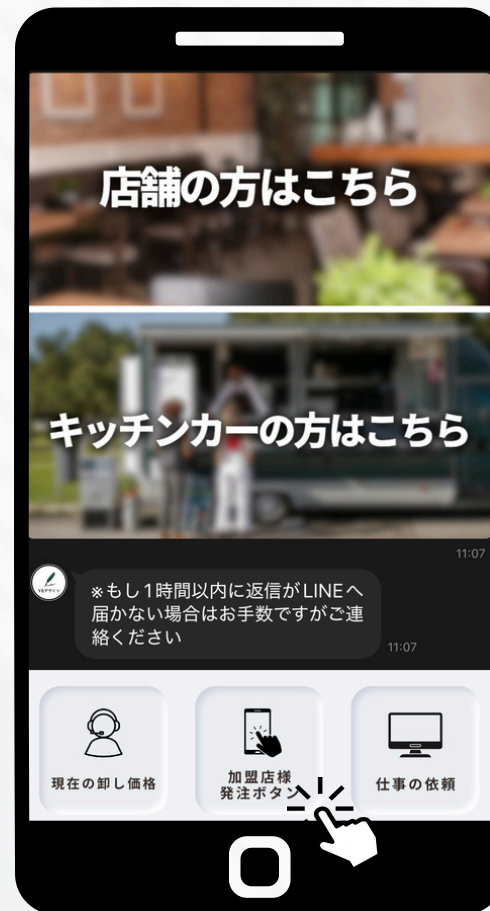 店舗の方はこちら
キッチンカーの方はこちら
11:07
※もし1時間以内に返信がLINEへ
届かない場合はお手数ですがご連
絡ください
11:07
現在の卸し価格
加盟店様
発注ボタン
仕事の依頼